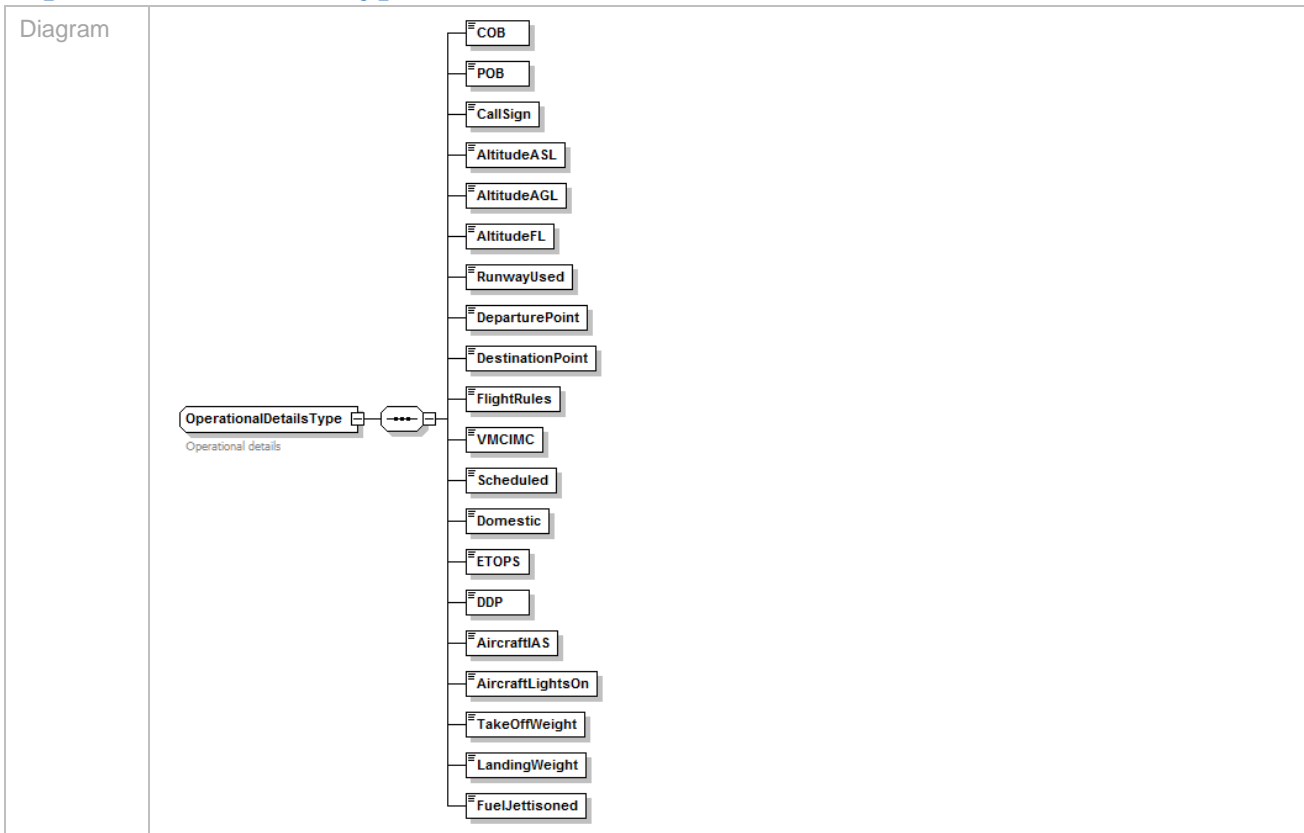 Diagram
COB
POB
CallSign
AltitudeASL
AltitudeAGL
AltitudeFL
RunwayUsed
DeparturePoint
DestinationPoint
FlightRules
OperationalDetailsType
Operational details
VMCIMC
Scheduled
Domestic
ETOPS
DDP
AircraftIAS
AircraftLightsOn
TakeOffWeight
LandingWeight
FuelJettisoned